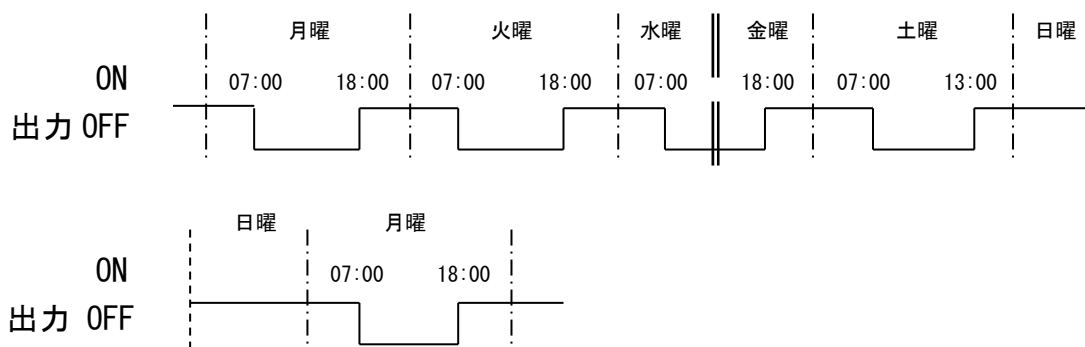 月曜 火曜 水曜 金曜 土曜 日曜
ON 07:00 18:00 07:00 18:00 07:00 18:00 07:00 13:00
出力 OFF
日曜 月曜
ON 07:00 18:00
出力 OFF